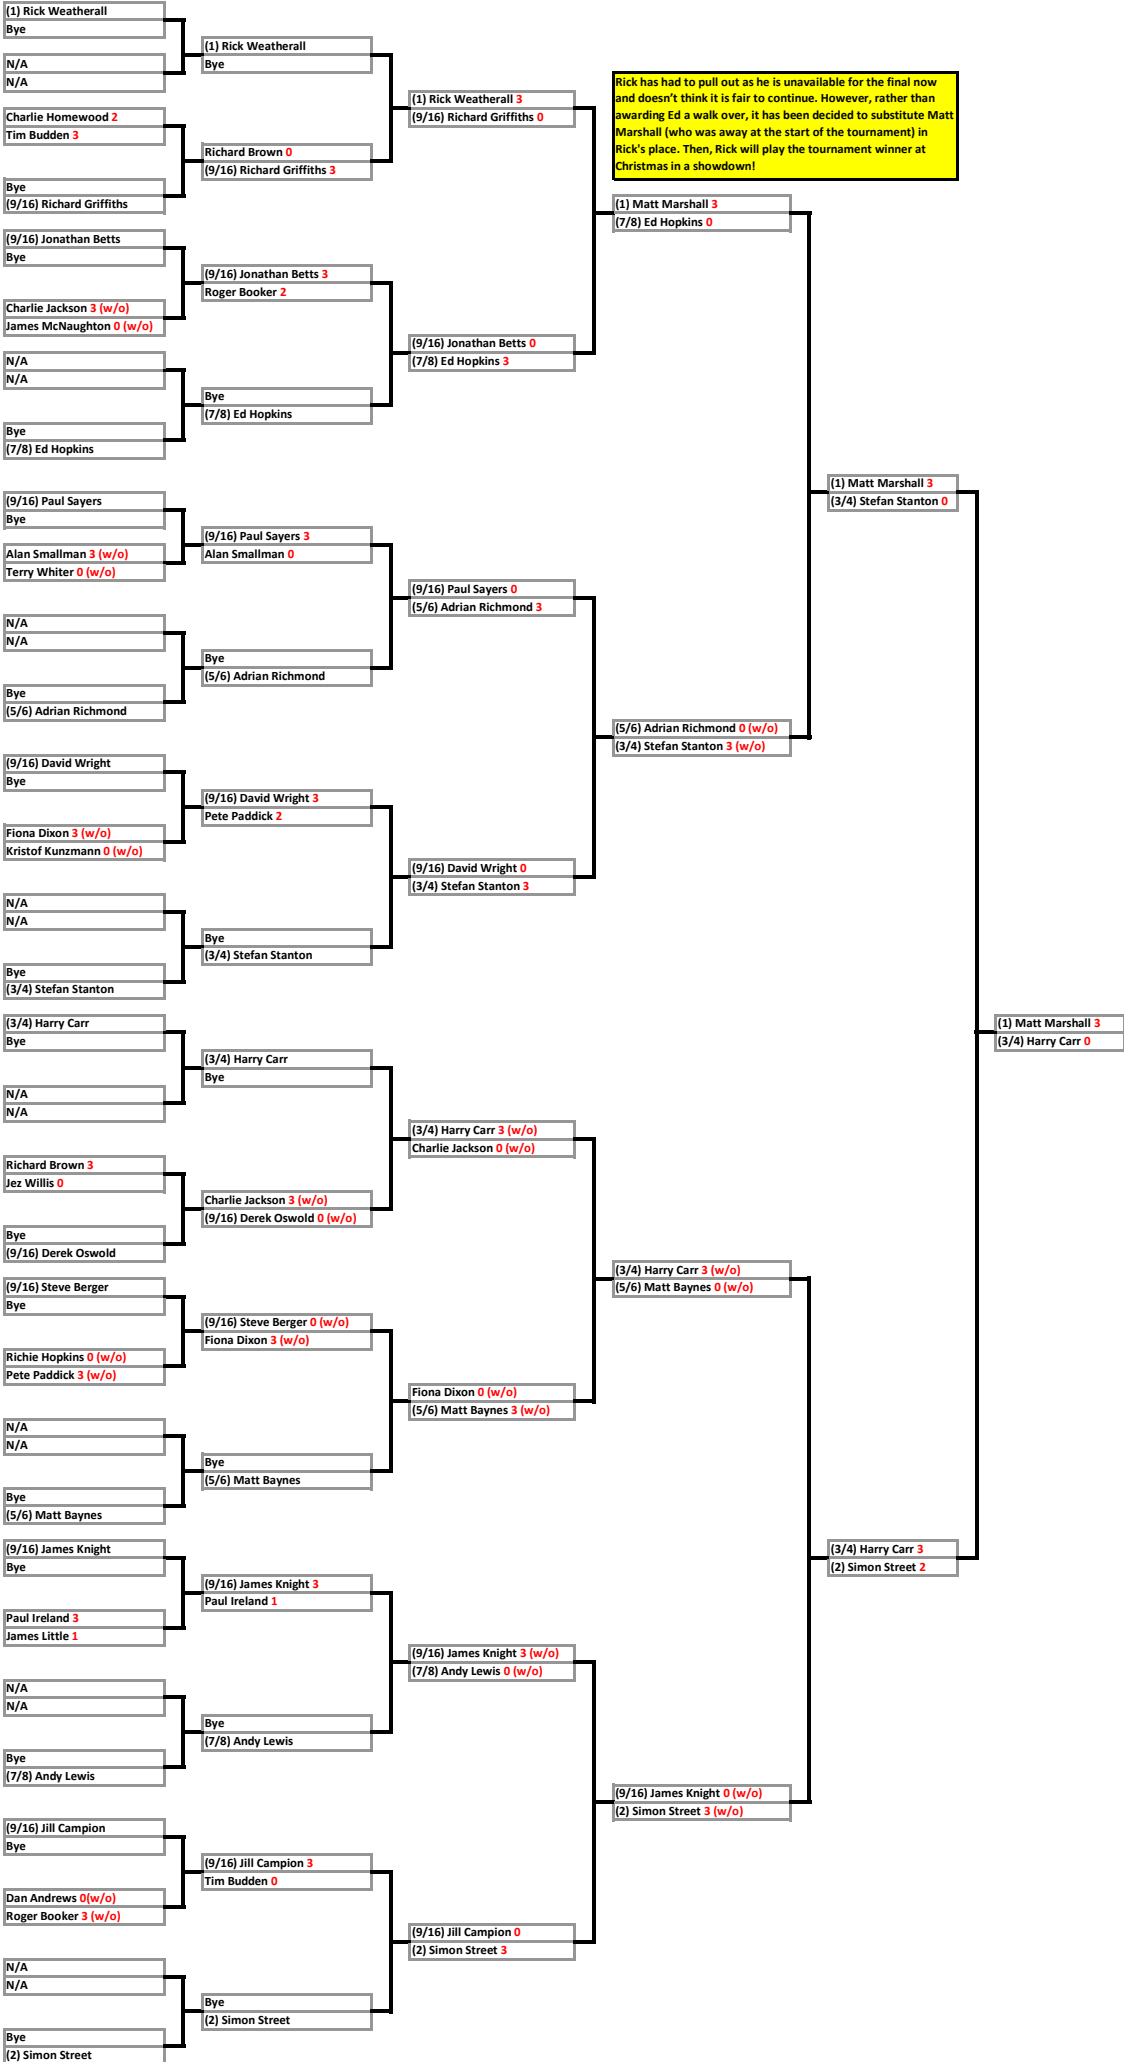 (1) Rick Weatherall
Bye
N/A
N/A
Charlie Homewood 2
Tim Budden 3
Bye
(9/16) Richard Griffiths
(9/16) Jonathan Betts
Bye
Charlie Jackson 3 (w/o)
James McNaughton 0 (w/o)
N/A
N/A
Bye
(7/8) Ed Hopkins
(9/16) Paul Sayers
Bye
Alan Smallman 3 (w/o)
Terry Whiter 0 (w/o)
N/A
N/A
Bye
(5/6) Adrian Richmond
(9/16) David Wright
Bye
Fiona Dixon 3 (w/o)
Kristof Kunzmann 0 (w/o)
N/A
N/A
Bye
(3/4) Stefan Stanton
(3/4) Harry Carr
Bye
N/A
N/A
Richard Brown 3
Jez Willis 0
Bye
(9/16) Derek Oswold
(9/16) Steve Berger
Bye
Richie Hopkins 0 (w/o)
Pete Paddick 3 (w/o)
N/A
N/A
Bye
(5/6) Matt Baynes
(9/16) James Knight
Bye
Paul Ireland 3
James Little 1
N/A
N/A
Bye
(7/8) Andy Lewis
(9/16) Jill Campion
Bye
Dan Andrews 0(w/o)
Roger Booker 3 (w/o)
N/A
N/A
Bye
(2) Simon Street
(1) Rick Weatherall
Bye
Richard Brown 0
(9/16) Richard Griffiths 3
(9/16) Jonathan Betts 3
Roger Booker 2
Bye
(7/8) Ed Hopkins
(9/16) Paul Sayers 3
Alan Smallman 0
Bye
(5/6) Adrian Richmond
(9/16) David Wright 3
Pete Paddick 2
Bye
(3/4) Stefan Stanton
(3/4) Harry Carr
Bye
Charlie Jackson 3 (w/o)
(9/16) Derek Oswold 0 (w/o)
(9/16) Steve Berger 0 (w/o)
Fiona Dixon 3 (w/o)
Bye
(5/6) Matt Baynes
(9/16) James Knight 3
Paul Ireland 1
Bye
(7/8) Andy Lewis
(9/16) Jill Campion 3
Tim Budden 0
Bye
(2) Simon Street
(1) Rick Weatherall 3
(9/16) Richard Griffiths 0
(9/16) Jonathan Betts 0
(7/8) Ed Hopkins 3
(9/16) Paul Sayers 0
(5/6) Adrian Richmond 3
(9/16) David Wright 0
(3/4) Stefan Stanton 3
(3/4) Harry Carr 3 (w/o)
Charlie Jackson 0 (w/o)
Fiona Dixon 0 (w/o)
(5/6) Matt Baynes 3 (w/o)
(9/16) James Knight 3 (w/o)
(7/8) Andy Lewis 0 (w/o)
(9/16) Jill Campion 0
(2) Simon Street 3
Rick has had to pull out as he is unavailable for the final now
and doesn't think it is fair to continue. However, rather than
awarding Ed a walk over, it has been decided to substitute Matt
Marshall (who was away at the start of the tournament) in
Rick's place. Then, Rick will play the tournament winner at
Christmas in a showdown!
(1) Matt Marshall 3
(7/8) Ed Hopkins 0
(5/6) Adrian Richmond 0 (w/o)
(3/4) Stefan Stanton 3 (w/o)
(3/4) Harry Carr 3 (w/o)
(5/6) Matt Baynes 0 (w/o)
(9/16) James Knight 0 (w/o)
(2) Simon Street 3 (w/o)
(1) Matt Marshall 3
(3/4) Stefan Stanton 0
(3/4) Harry Carr 3
(2) Simon Street 2
(1) Matt Marshall 3
(3/4) Harry Carr 0